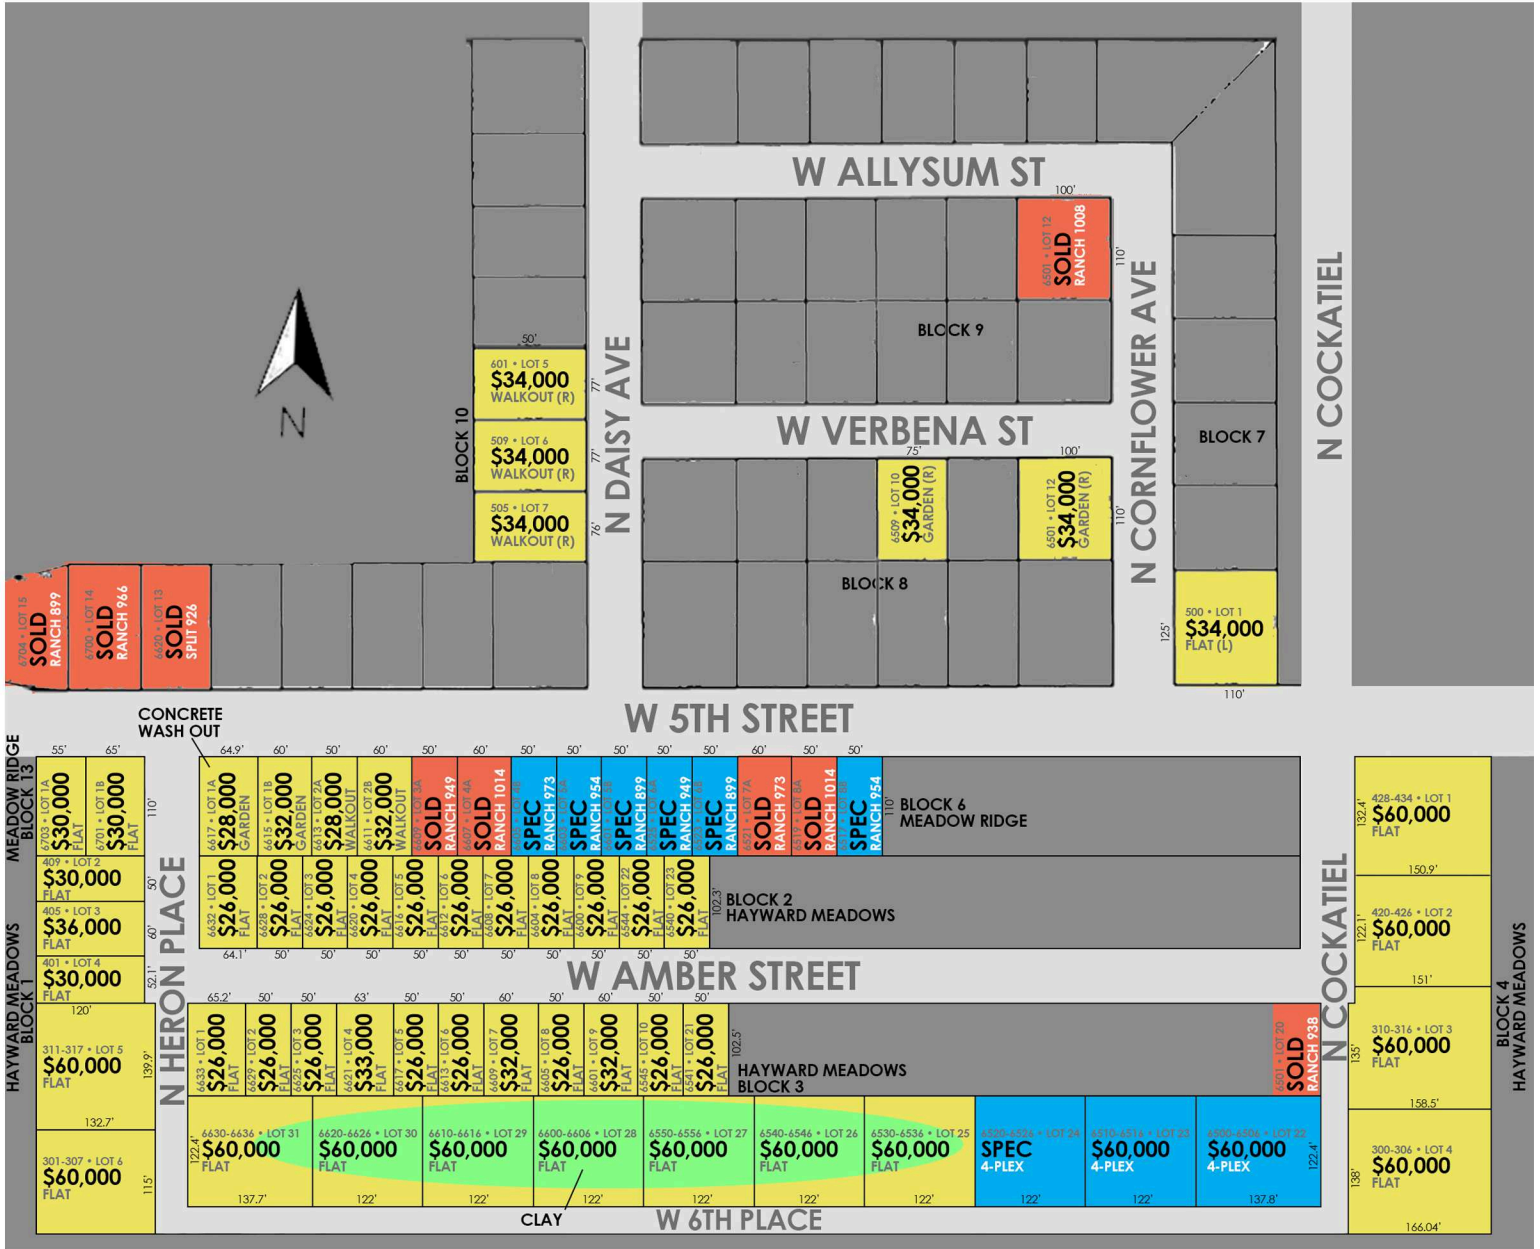 W ALLYSUM ST
100'
6501 • LOT 12
SOLD
RANCH 1008
110'
BLOCK 9
N CORNFLOWER AVE
N COCKATIEL
BLOCK 7
N DAISY AVE
W VERBENA ST
N
BLOCK 10
50'
601 • LOT 5
$34,000
WALKOUT (R)
77'
509 • LOT 6
$34,000
WALKOUT (R)
77'
505 • LOT 7
$34,000
WALKOUT (R)
76'
75'
6509 • LOT 10
$34,000
GARDEN (R)
100'
6501 • LOT 12
$34,000
GARDEN (R)
110'
BLOCK 8
500 • LOT 1
$34,000
FLAT (L)
125'
110'
6704 • LOT 15
SOLD
RANCH 899
6700 • LOT 14
SOLD
RANCH 966
6620 • LOT 13
SOLD
SPLIT 926
W 5TH STREET
CONCRETE
WASH OUT
MEADOW RIDGE
BLOCK 13
55'
65'
6703 • LOT 1A
$30,000
FLAT
6701 • LOT 1B
$30,000
FLAT
110'
409 • LOT 2
$30,000
FLAT
50'
405 • LOT 3
$36,000
FLAT
60'
401 • LOT 4
$30,000
FLAT
52.1'
120'
311-317 • LOT 5
$60,000
FLAT
139.9'
132.7'
301-307 • LOT 6
$60,000
FLAT
115'
HAYWARD MEADOWS
BLOCK 1
N HERON PLACE
64.9'
60'
50'
60'
50'
60'
50'
50'
50'
50'
50'
60'
50'
50'
6617 • LOT 1A
$28,000
GARDEN
6615 • LOT 1B
$32,000
GARDEN
6613 • LOT 2A
$28,000
WALKOUT
6611 • LOT 2B
$32,000
WALKOUT
SOLD
RANCH 949
6607 • LOT 4A
SOLD
RANCH 1014
SPEC
RANCH 973
SPEC
RANCH 954
SPEC
RANCH 899
SPEC
RANCH 949
SPEC
RANCH 899
6521 • LOT 7A
SOLD
RANCH 973
SOLD
RANCH 1014
SPEC
RANCH 954
110'
BLOCK 6
MEADOW RIDGE
6632 • LOT 1
$26,000
FLAT
6628 • LOT 2
$26,000
FLAT
6624 • LOT 3
$26,000
FLAT
6620 • LOT 4
$26,000
FLAT
6616 • LOT 5
$26,000
FLAT
6612 • LOT 6
$26,000
FLAT
6608 • LOT 7
$26,000
FLAT
6604 • LOT 8
$26,000
FLAT
6600 • LOT 9
$26,000
FLAT
6544 • LOT 22
$26,000
FLAT
6540 • LOT 23
$26,000
FLAT
102.3'
BLOCK 2
HAYWARD MEADOWS
64.1'
50'
50'
50'
50'
50'
50'
50'
50'
50'
50'
W AMBER STREET
65.2'
50'
50'
63'
50'
50'
60'
50'
60'
50'
50'
6633 • LOT 1
$26,000
FLAT
6629 • LOT 2
$26,000
FLAT
6625 • LOT 3
$26,000
FLAT
6621 • LOT 4
$33,000
FLAT
6617 • LOT 5
$26,000
FLAT
6613 • LOT 6
$26,000
FLAT
6609 • LOT 7
$32,000
FLAT
6605 • LOT 8
$26,000
FLAT
6601 • LOT 9
$32,000
FLAT
6545 • LOT 10
$26,000
FLAT
6541 • LOT 21
$26,000
FLAT
102.5'
HAYWARD MEADOWS
BLOCK 3
6501 • LOT 20
SOLD
RANCH 938
122.4'
6630-6636 • LOT 31
$60,000
FLAT
137.7'
6620-6626 • LOT 30
$60,000
FLAT
122'
6610-6616 • LOT 29
$60,000
FLAT
122'
6600-6606 • LOT 28
$60,000
FLAT
122'
6550-6556 • LOT 27
$60,000
FLAT
122'
6540-6546 • LOT 26
$60,000
FLAT
122'
6530-6536 • LOT 25
$60,000
FLAT
122'
6520-6526 • LOT 24
SPEC
4-PLEX
122'
6510-6516 • LOT 23
$60,000
4-PLEX
122'
6500-6506 • LOT 22
$60,000
4-PLEX
137.8'
122.4'
CLAY
W 6TH PLACE
N COCKATIEL
428-434 • LOT 1
$60,000
FLAT
132.4'
150.9'
420-426 • LOT 2
$60,000
FLAT
122.1'
151'
310-316 • LOT 3
$60,000
FLAT
135'
158.5'
300-306 • LOT 4
$60,000
FLAT
138'
166.04'
BLOCK 4
HAYWARD MEADOWS